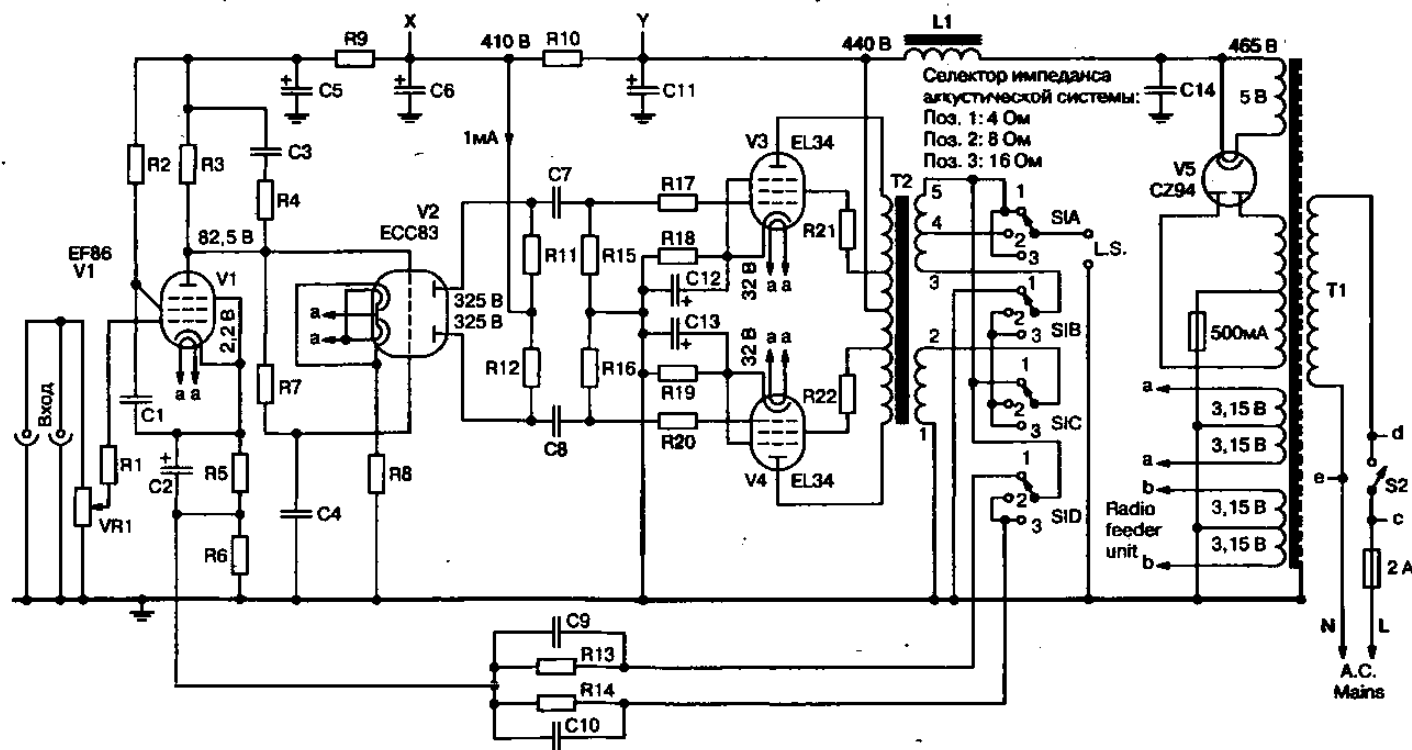 X
Y
L1
R9
410 В
R10
440 В
465 В
C5
C6
C11
C14
Селектор импеданса
аккустической системы:
Поз. 1: 4 Ом
Поз. 2: 8 Ом
Поз. 3: 16 Ом
5 В
1мА
R2
R3
C3
R4
C7
V3
EL34
V5
CZ94
V2
ECC83
R17
T2
5
1
SIA
4
2
3
L.S.
82,5 В
EF86
V1
V1
R11
R15
R18
R21
C12
32 В
a a
3
1
2
3
SIB
T1
2,2 В
a
a
325 В
325 В
C13
32 В
a a
500мА
R12
R16
R19
R22
2
1
2
3
SIC
a
3,15 В
3,15 В
a
Вход
C1
a a
R7
C8
R20
V4
EL34
1
1
2
3
SID
R1
C2
R5
R8
C4
VR1
R6
b
Radio
feeder
unit
b
3,15 В
3,15 В
d
e
S2
c
2 A
N
L
A.C.
Mains
C9
R13
R14
C10